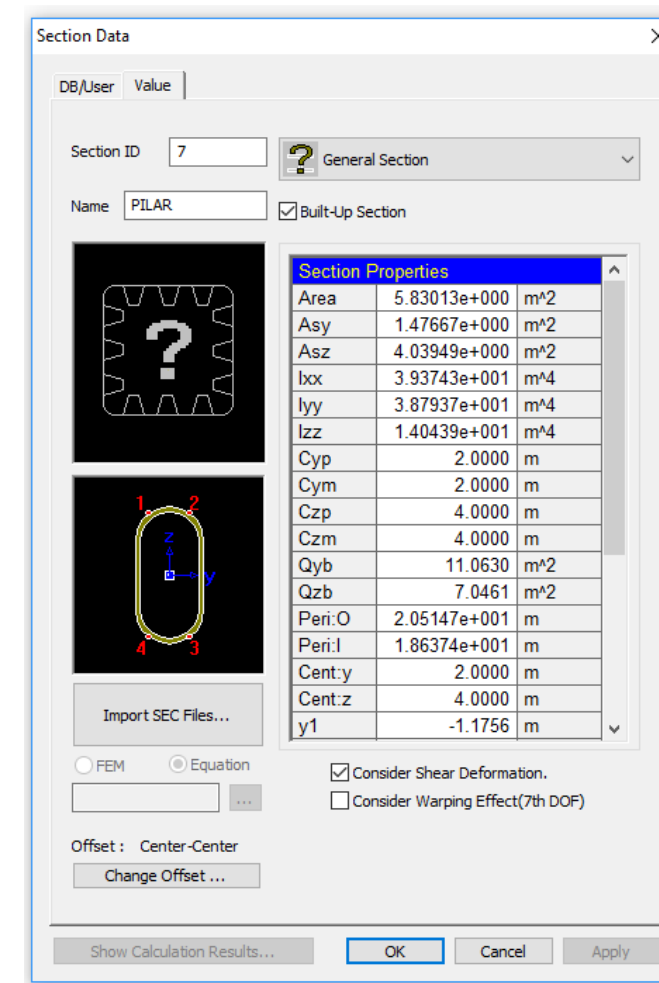 Section Data
DB/User Value
Section ID 7 General Section
Name PILAR Built-Up Section
?
Section Properties
Area 5.83013e+000 m^2
Asy 1.47667e+000 m^2
Asz 4.03949e+000 m^2
Ixx 3.93743e+001 m^4
Iyy 3.87937e+001 m^4
Izz 1.40439e+001 m^4
Cyp 2.0000 m
Cym 2.0000 m
Czp 4.0000 m
Czm 4.0000 m
Qyb 11.0630 m^2
Qzb 7.0461 m^2
Peri:O 2.05147e+001 m
Peri:I 1.86374e+001 m
Cent:y 2.0000 m
Cent:z 4.0000 m
y1 -1.1756 m
1 2
z
y
4 3
Import SEC Files...
FEM Equation
...
Consider Shear Deformation.
Consider Warping Effect(7th DOF)
Offset : Center-Center
Change Offset ...
Show Calculation Results... OK Cancel Apply